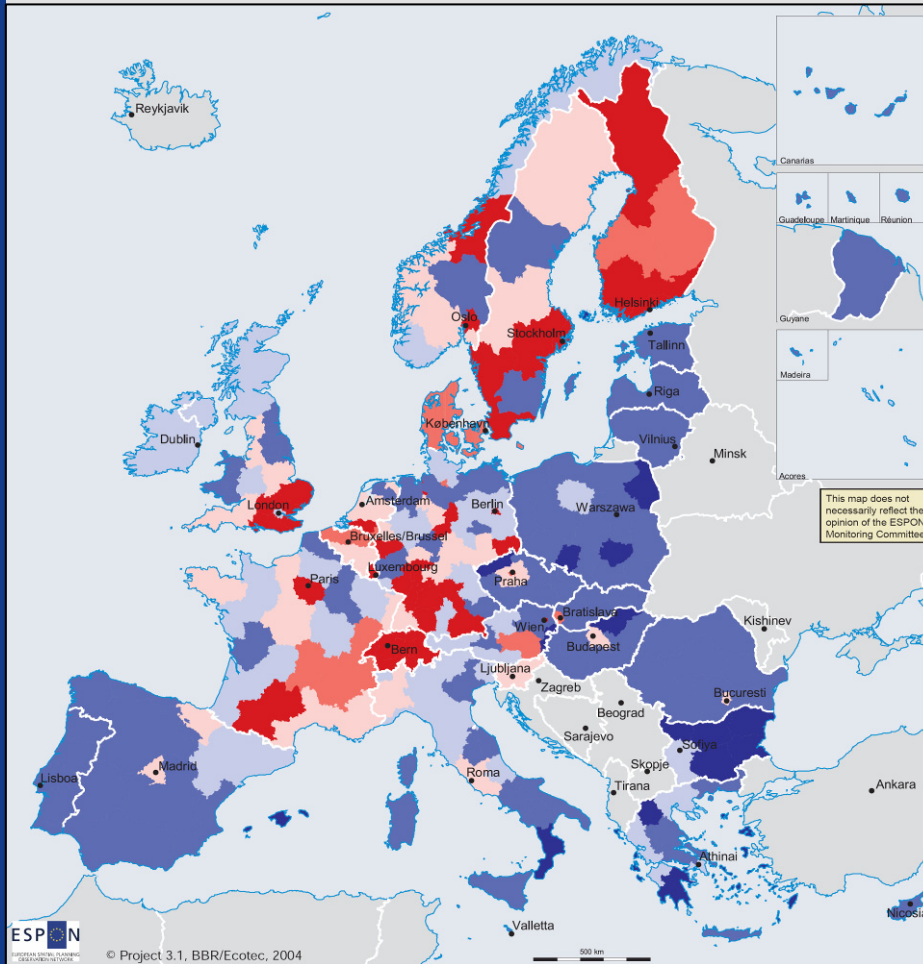 Reykjavik
Canarias
Guadeloupe
Martinique
Réunion
Guyane
Oslo
Helsinki
Stockholm
Tallinn
Madeira
Riga
København
Dublin
Vilnius
Minsk
Acores
London
Amsterdam
Berlin
Warszawa
This map does not
necessarily reflect the
opinion of the ESPON
Monitoring Committee
Bruxelles/Brussel
Luxembourg
Praha
Paris
Kishinev
Wien
Bratislava
Budapest
Bern
Ljubljana
Zagreb
Bucuresti
Beograd
Sarajevo
Sofiya
Skopje
Madrid
Roma
Lisboa
Tirana
Ankara
Athinai
Nicosia
Valletta
ESPON
EUROPEAN SPATIAL PLANNING
OBSERVATION NETWORK
© Project 3.1, BBR/Ecotec, 2004
500 km